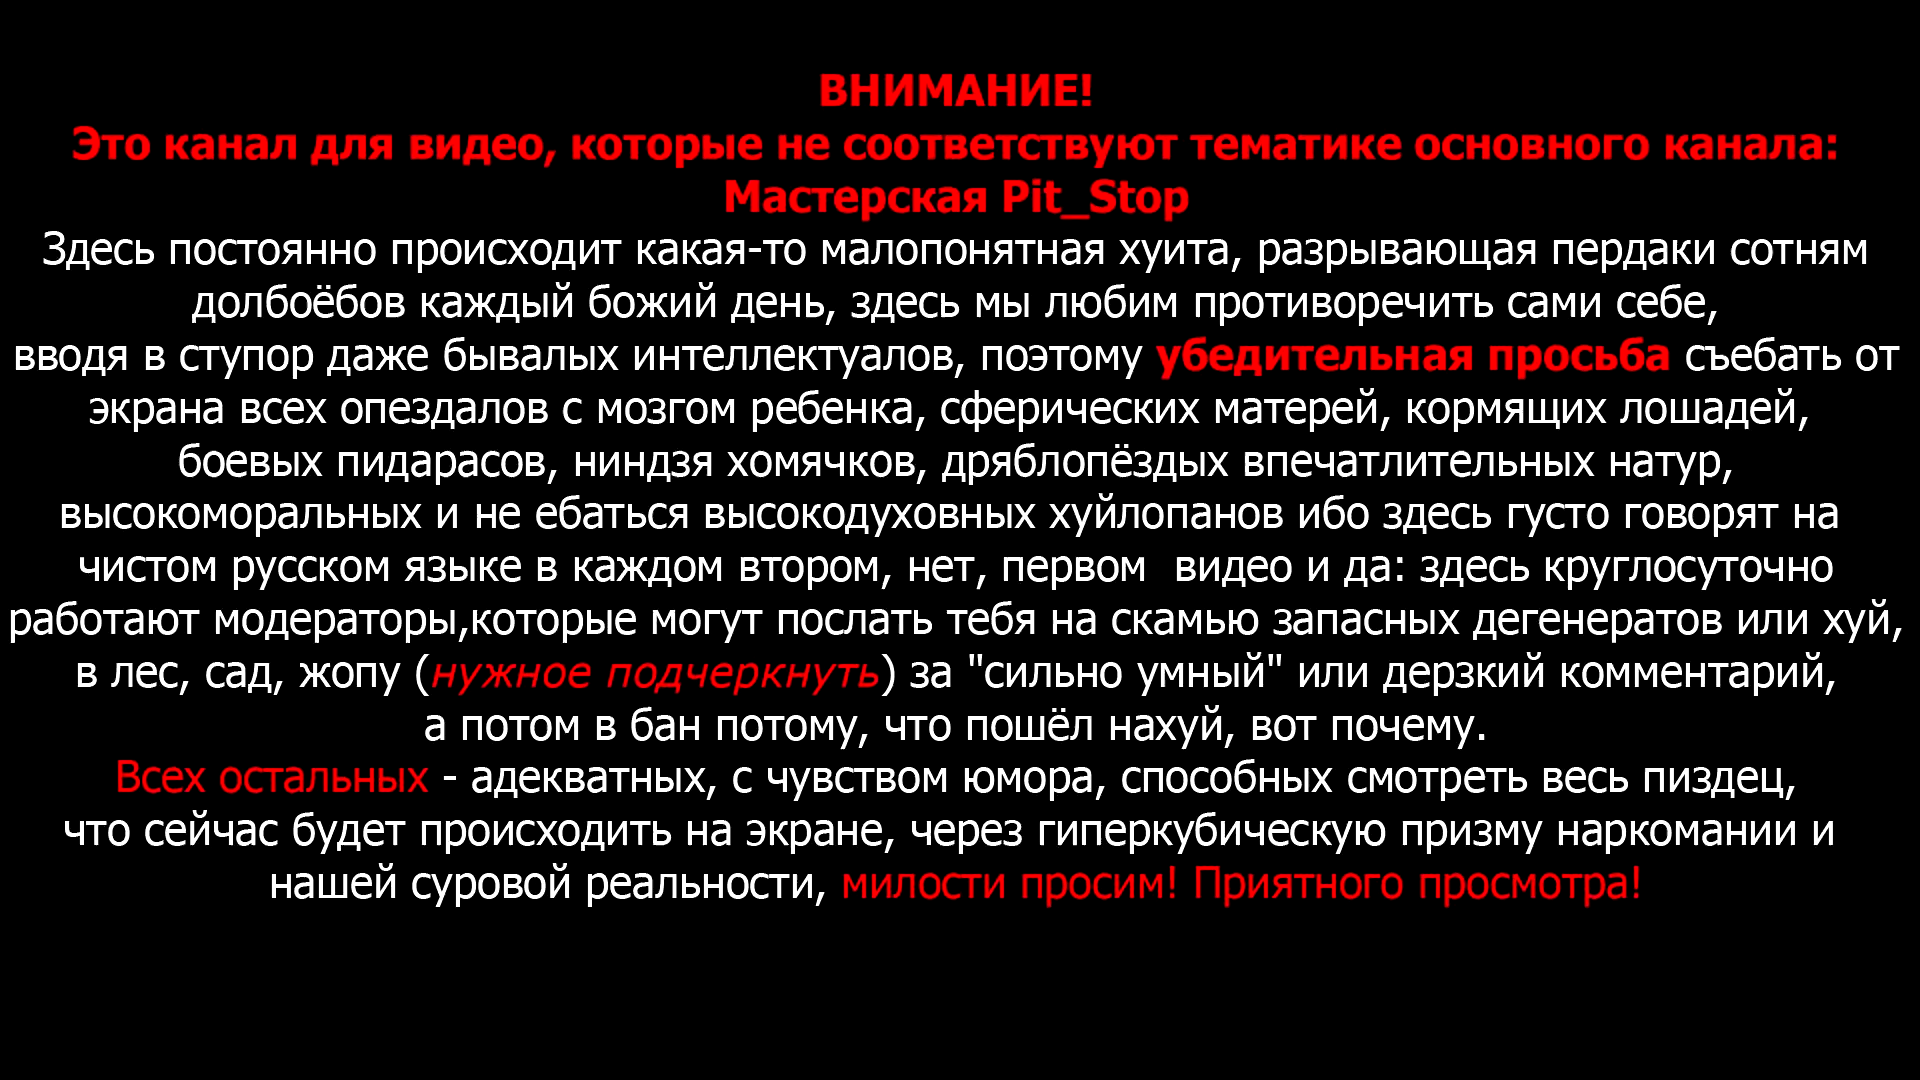 ВНИМАНИЕ!
Это канал для видео, которые не соответствуют тематике основного канала:
Мастерская Pit_Stop
Здесь постоянно происходит какая-то малопонятная хуита, разрывающая пердаки сотням
долбоёбов каждый божий день, здесь мы любим противоречить сами себе,
вводя в ступор даже бывалых интеллектуалов, поэтому убедительная просьба съебать от
экрана всех опездалов с мозгом ребенка, сферических матерей, кормящих лошадей,
боевых пидарасов, ниндзя хомячков, дряблопёздых впечатлительных натур,
высокоморальных и не ебаться высокодуховных хуйлопанов ибо здесь густо говорят на
чистом русском языке в каждом втором, нет, первом  видео и да: здесь круглосуточно
работают модераторы,которые могут послать тебя на скамью запасных дегенератов или хуй,
в лес, сад, жопу (нужное подчеркнуть) за "сильно умный" или дерзкий комментарий,
а потом в бан потому, что пошёл нахуй, вот почему.
Всех остальных - адекватных, с чувством юмора, способных смотреть весь пиздец,
что сейчас будет происходить на экране, через гиперкубическую призму наркомании и
нашей суровой реальности, милости просим! Приятного просмотра!